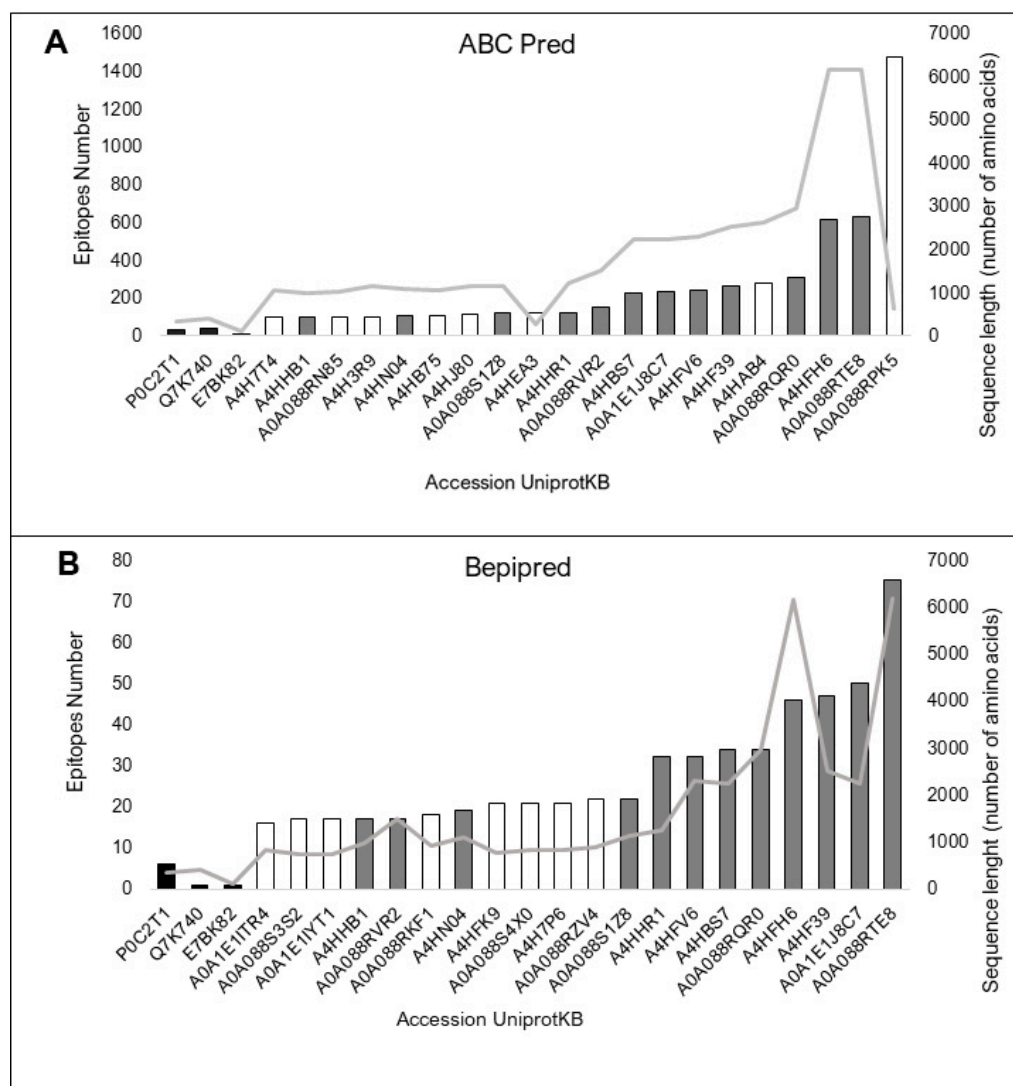 A
ABC Pred
Epitopes Number
1600
1400
1200
1000
800
600
400
200
0
7000
6000
5000
4000
3000
2000
1000
0
Sequence length (number of amino acids)
P0C2T1
Q7K740
E7BK82
A4H7T4
A4HHB1
A0A088RN85
A4H3R9
A4HN04
A4HB75
A4HJ80
A0A088S1Z8
A4HEA3
A4HHR1
A0A088RVR2
A4HBS7
A0A1E1J8C7
A4HFV6
A4HF39
A4HAB4
A0A088RQR0
A4HFH6
A0A088RTE8
A0A088RPK5
Accession UniprotKB
B
Bepipred
Epitopes Number
80
70
60
50
40
30
20
10
0
7000
6000
5000
4000
3000
2000
1000
0
Sequence lenght (number of amino acids)
P0C2T1
Q7K740
E7BK82
A0A1E1ITR4
A0A088S3S2
A0A1E1IYT1
A4HHB1
A0A088RVR2
A0A088RKF1
A4HN04
A4HFK9
A0A088S4X0
A4H7P6
A0A088RZV4
A0A088S1Z8
A4HHR1
A4HFV6
A4HBS7
A0A088RQR0
A4HFH6
A4HF39
A0A1E1J8C7
A0A088RTE8
Accession UniprotKB